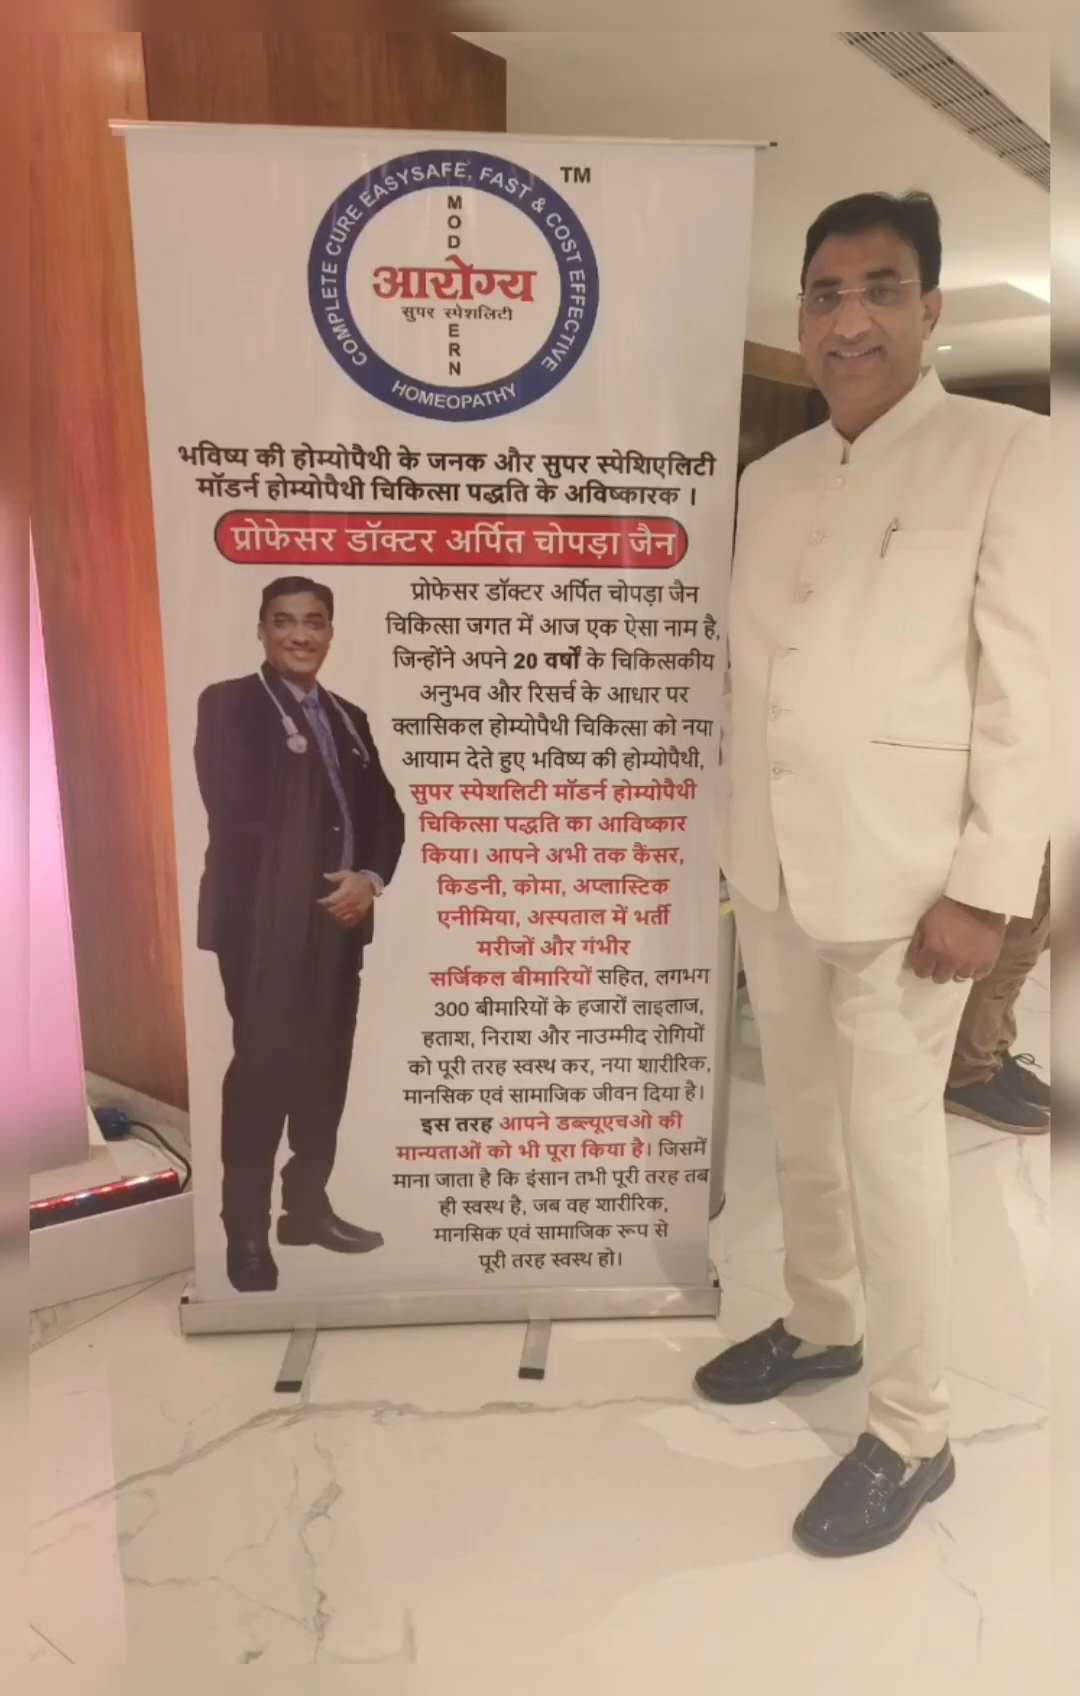 COMPLETE CURE EASYSAFE, FAST & COST EFFECTIVE
TM
MODERN
आरोग्य
सुपर स्पेशलिटी
HOMEOPATHY
भविष्य की होम्योपैथी के जनक और सुपर स्पेशिएलिटी
मॉडर्न होम्योपैथी चिकित्सा पद्धति के अविष्कारक ।
प्रोफेसर डॉक्टर अर्पित चोपड़ा जैन
प्रोफेसर डॉक्टर अर्पित चोपड़ा जैन
चिकित्सा जगत में आज एक ऐसा नाम है,
जिन्होंने अपने 20 वर्षों के चिकित्सकीय
अनुभव और रिसर्च के आधार पर
क्लासिकल होम्योपैथी चिकित्सा को नया
आयाम देते हुए भविष्य की होम्योपैथी,
सुपर स्पेशलिटी मॉडर्न होम्योपैथी
चिकित्सा पद्धति का आविष्कार
किया। आपने अभी तक कैंसर,
किडनी, कोमा, अप्लास्टिक
एनीमिया, अस्पताल में भर्ती
मरीजों और गंभीर
सर्जिकल बीमारियों सहित, लगभग
300 बीमारियों के हजारों लाइलाज,
हताश, निराश और नाउम्मीद रोगियों
को पूरी तरह स्वस्थ कर, नया शारीरिक,
मानसिक एवं सामाजिक जीवन दिया है।
इस तरह आपने डब्ल्यूएचओ की
मान्यताओं को भी पूरा किया है। जिसमें
माना जाता है कि इंसान तभी पूरी तरह तब
ही स्वस्थ है, जब वह शारीरिक,
मानसिक एवं सामाजिक रूप से
पूरी तरह स्वस्थ हो।